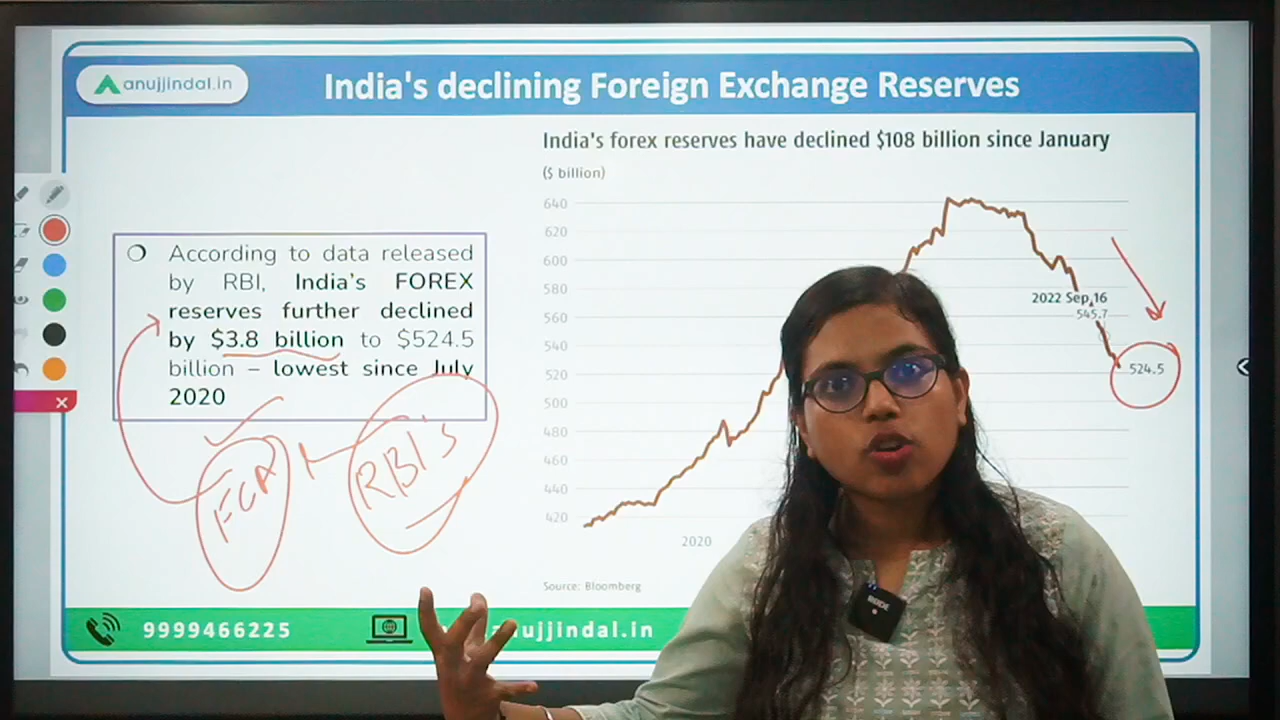 anujjindal.in
India's declining Foreign Exchange Reserves
India's forex reserves have declined $108 billion since January
($ billion)
640
620
600
580
560
540
520
500
480
460
440
420
2022 Sep,16
545.7
524.5
2020
Source: Bloomberg
According to data released
by RBI, India's FOREX
reserves further declined
by $3.8 billion to $524.5
billion – lowest since July
2020
FCA
RBI's
9999466225
ujjindal.in
RODE